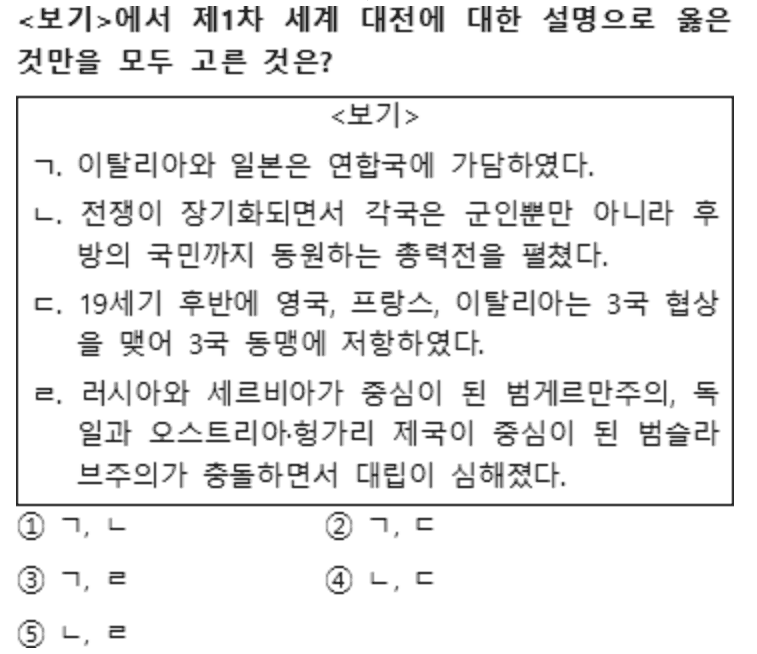 <보기>에서 제1차 세계 대전에 대한 설명으로 옳은
것만을 모두 고른 것은?
<보기>
ㄱ. 이탈리아와 일본은 연합국에 가담하였다.
ㄴ. 전쟁이 장기화되면서 각국은 군인뿐만 아니라 후
방의 국민까지 동원하는 총력전을 펼쳤다.
ㄷ. 19세기 후반에 영국, 프랑스, 이탈리아는 3국 협상
을 맺어 3국 동맹에 저항하였다.
ㄹ. 러시아와 세르비아가 중심이 된 범게르만주의, 독
일과 오스트리아·헝가리 제국이 중심이 된 범슬라
브주의가 충돌하면서 대립이 심해졌다.
① ㄱ, ㄴ ② ㄱ, ㄷ
③ ㄱ, ㄹ ④ ㄴ, ㄷ
⑤ ㄴ, ㄹ